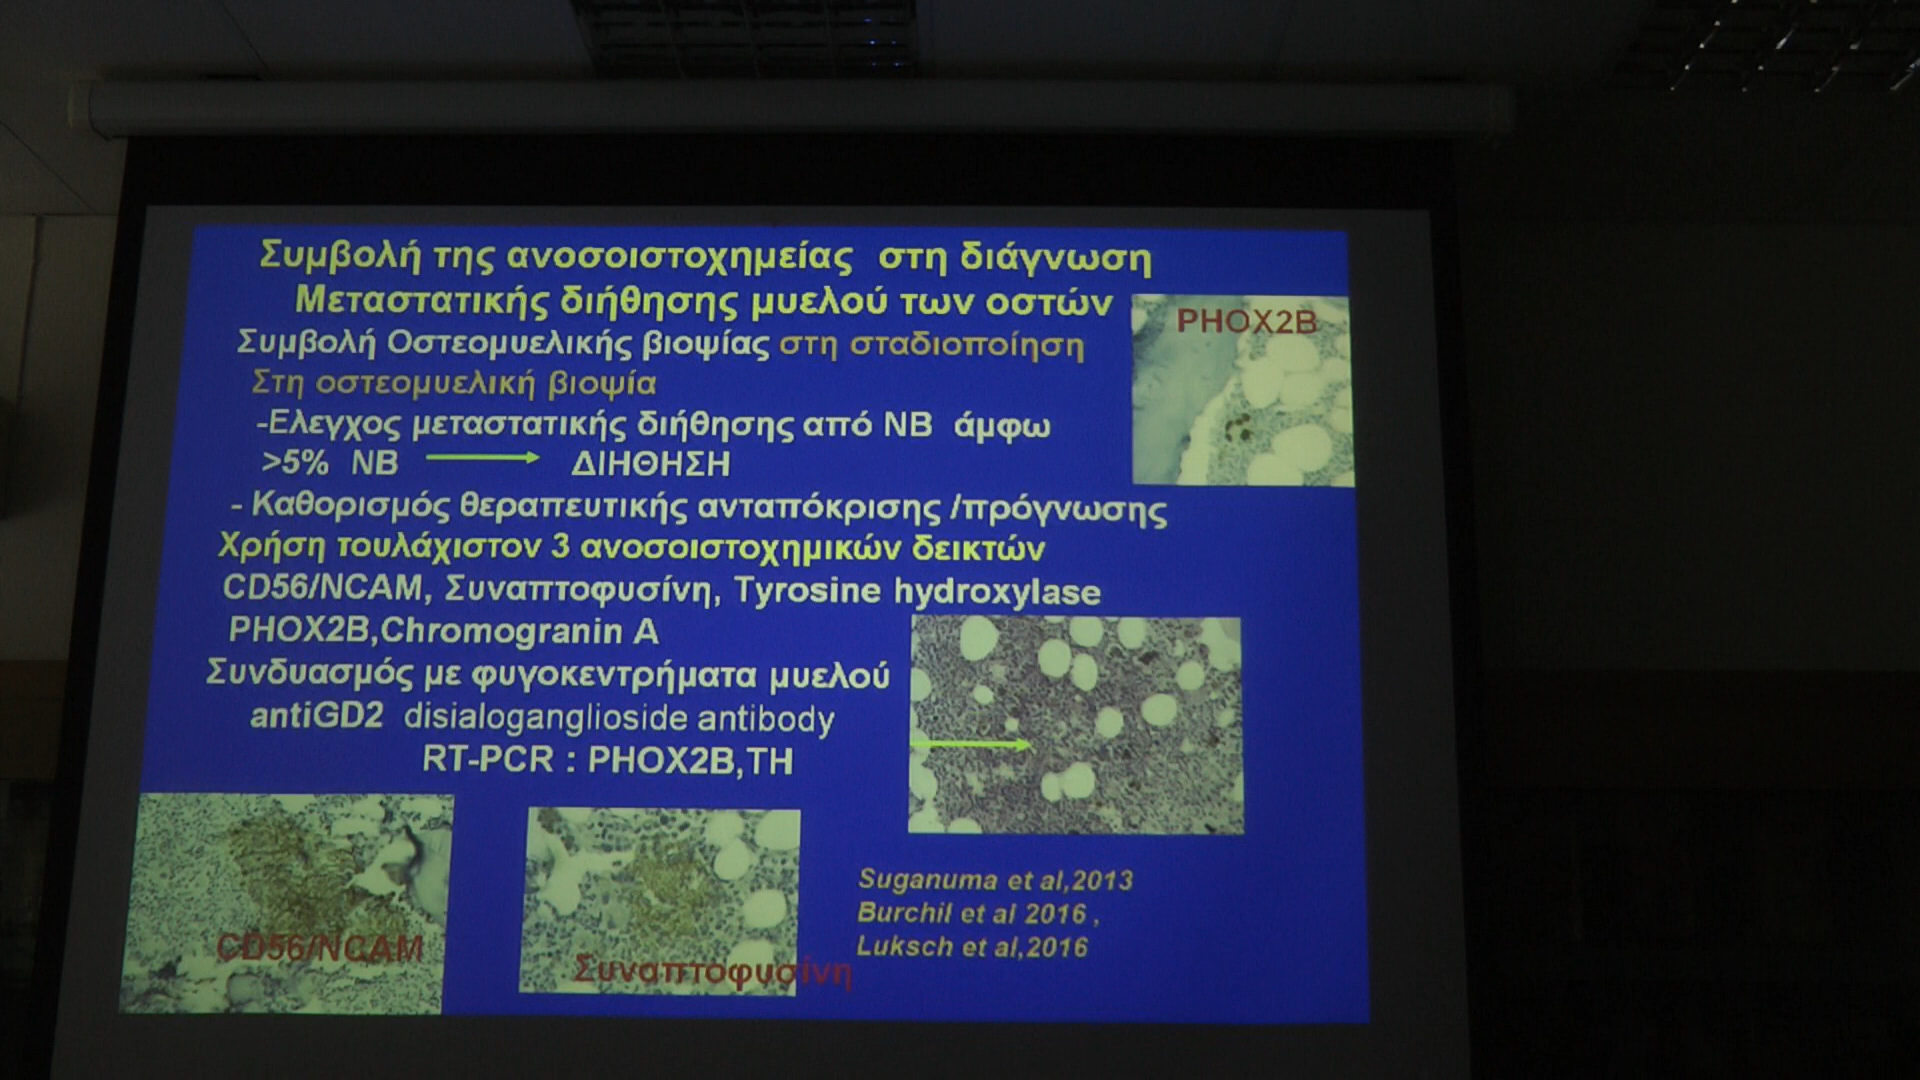 Συμβολή της ανοσοιστοχημείας στη διάγνωση
Μεταστατικής διήθησης μυελού των οστών
PHOX2B
Συμβολή Οστεομυελικής βιοψίας στη σταδιοποίηση
Στη οστεομυελική βιοψία
-Ελεγχος μεταστατικής διήθησης από NB άμφω
>5% NB → ΔΙΗΘΗΣΗ
- Καθορισμός θεραπευτικής ανταπόκρισης /πρόγνωσης
Χρήση τουλάχιστον 3 ανοσοιστοχημικών δεικτών
CD56/NCAM, Συναπτοφυσίνη, Tyrosine hydroxylase
PHOX2B,Chromogranin A
Συνδυασμός με φυγοκεντρήματα μυελού
antiGD2 disialoganglioside antibody
RT-PCR : PHOX2B,TH
CD56/NCAM
Συναπτοφυσίνη
Suganuma et al,2013
Burchil et al 2016 ,
Luksch et al,2016